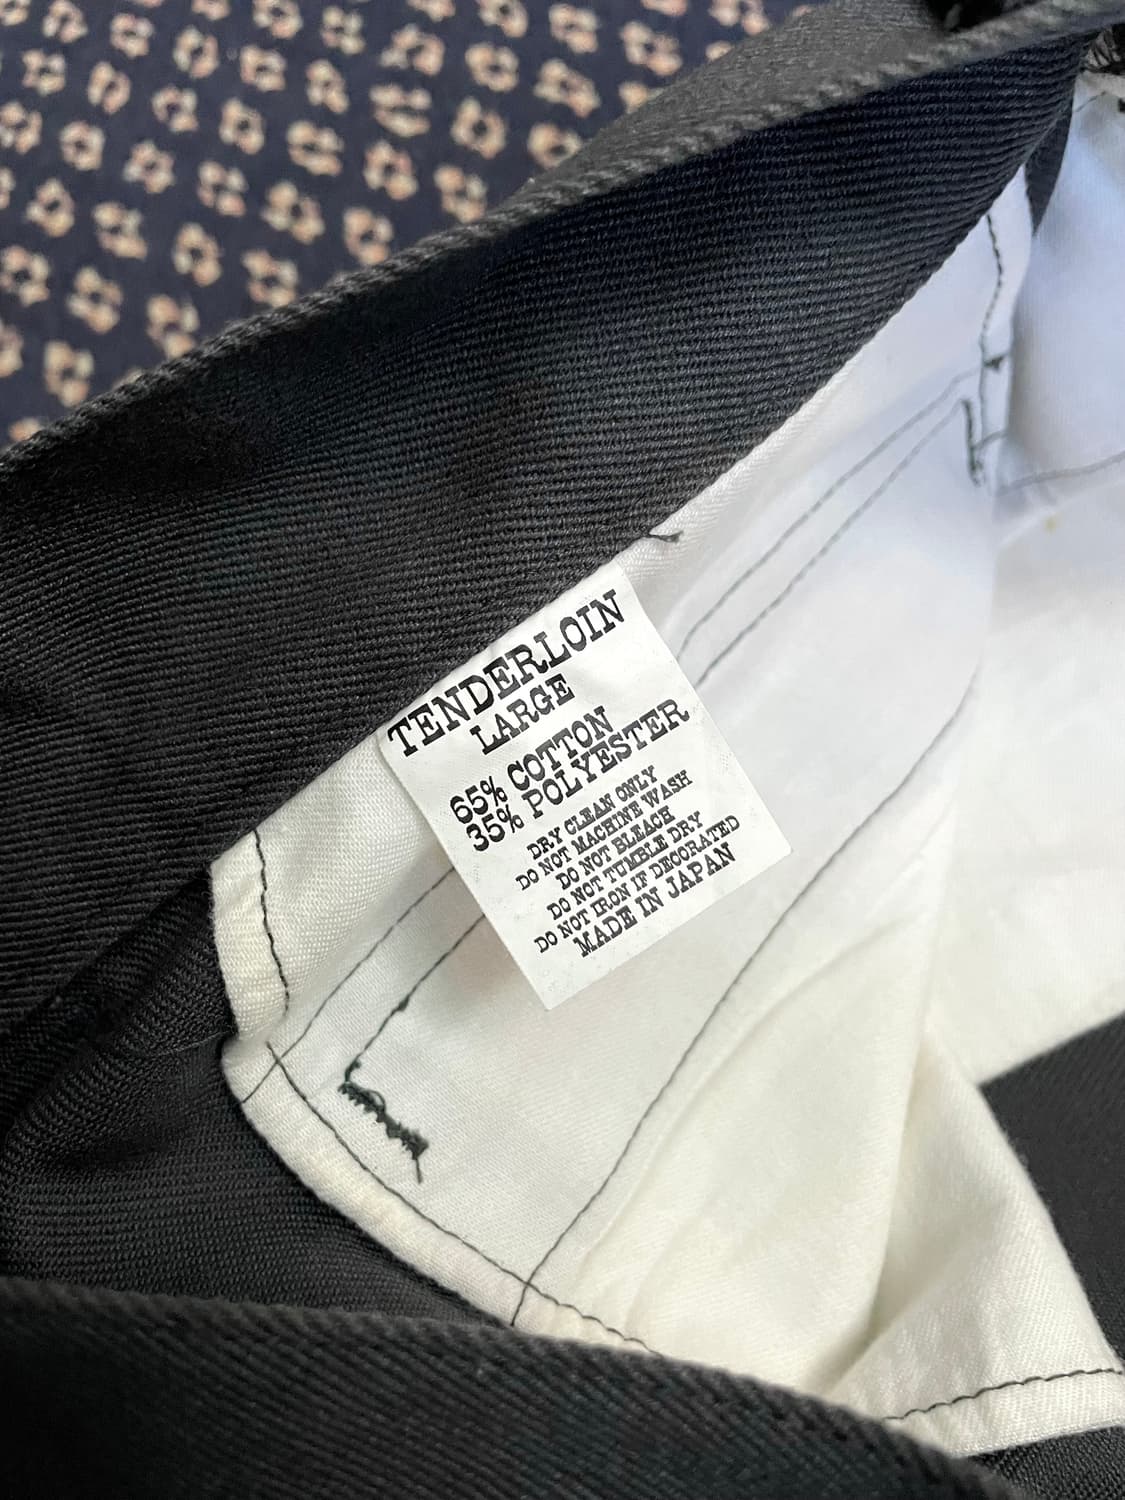 TENDERLOIN
LARGE
65% COTTON
35% POLYESTER
DRY CLEAN ONLY
DO NOT MACHINE WASH
DO NOT BLEACH
DO NOT TUMBLE DRY
DO NOT IRON IF DECORATED
MADE IN JAPAN